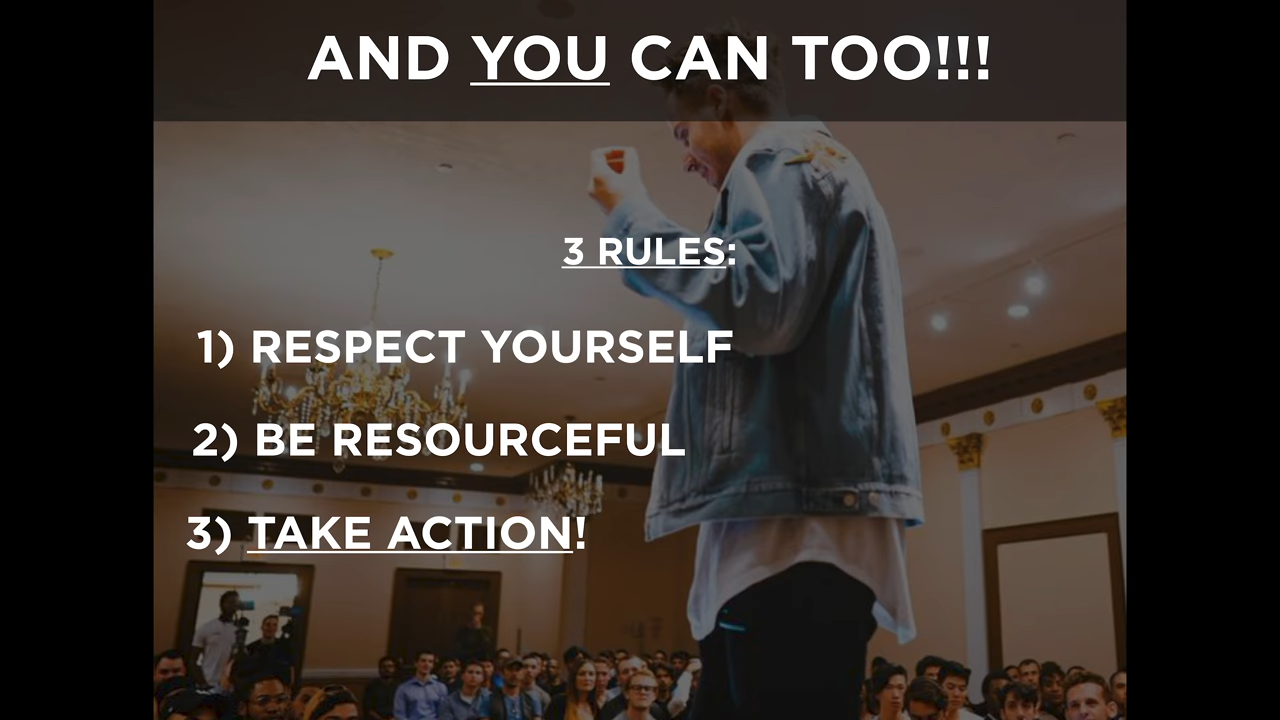 AND YOU CAN TOO!!!
3 RULES:
1) RESPECT YOURSELF
2) BE RESOURCEFUL
3) TAKE ACTION!